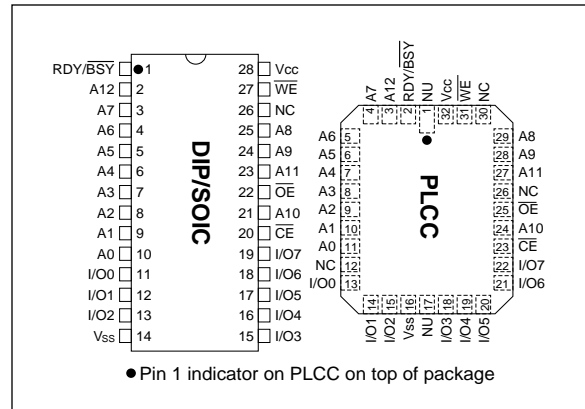 RDY/BSY 1 28 Vcc
A12 2 27 WE
A7 3 26 NC
A6 4 25 A8
A5 5 24 A9
A4 6 23 A11
A3 7 22 OE
A2 8 21 A10
A1 9 20 CE
A0 10 19 I/O7
I/O0 11 18 I/O6
I/O1 12 17 I/O5
I/O2 13 16 I/O4
VSS 14 15 I/O3
DIP/SOIC
A7 A12 RDY/BSY NU Vcc WE NC
4 3 2 1 32 31 30
A6 5 29 A8
A5 6 28 A9
A4 7 27 A11
A3 8 26 NC
A2 9 25 OE
A1 10 24 A10
A0 11 23 CE
NC 12 22 I/O7
I/O0 13 21 I/O6
PLCC
14 15 16 17 18 19 20
I/O1 I/O2 Vss NU I/O3 I/O4 I/O5
● Pin 1 indicator on PLCC on top of package